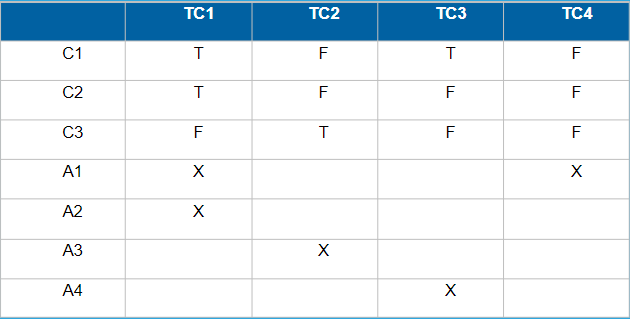 TC1 TC2 TC3 TC4
C1 T F T F
C2 T F F F
C3 F T F F
A1 X X
A2 X
A3 X
A4 X